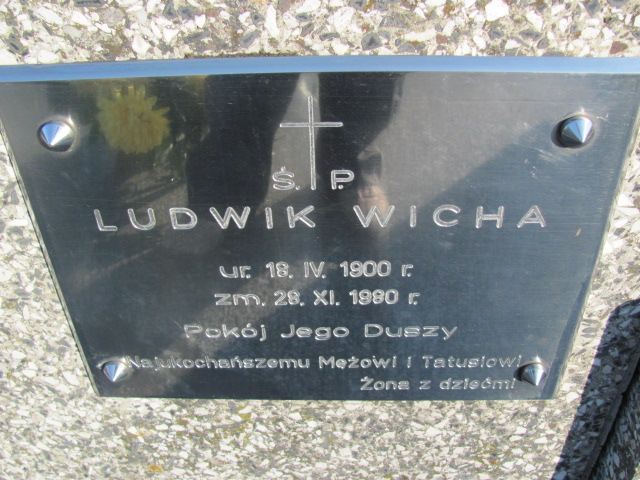 Ś. P.
LUDWIK WICHA
ur. 18. IV. 1900 r.
zm. 28. XI. 1980 r.
Pokój Jego Duszy
Najukochańszemu Mężowi i Tatusiowi
Żona z dziećmi